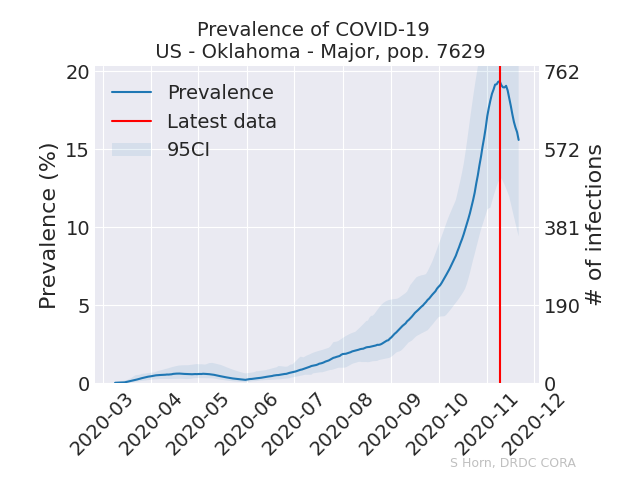 Prevalence of COVID-19
US - Oklahoma - Major, pop. 7629
Prevalence
Latest data
95CI
Prevalence (%)
20
15
10
5
0
# of infections
762
572
381
190
0
2020-03
2020-04
2020-05
2020-06
2020-07
2020-08
2020-09
2020-10
2020-11
2020-12
S Horn, DRDC CORA